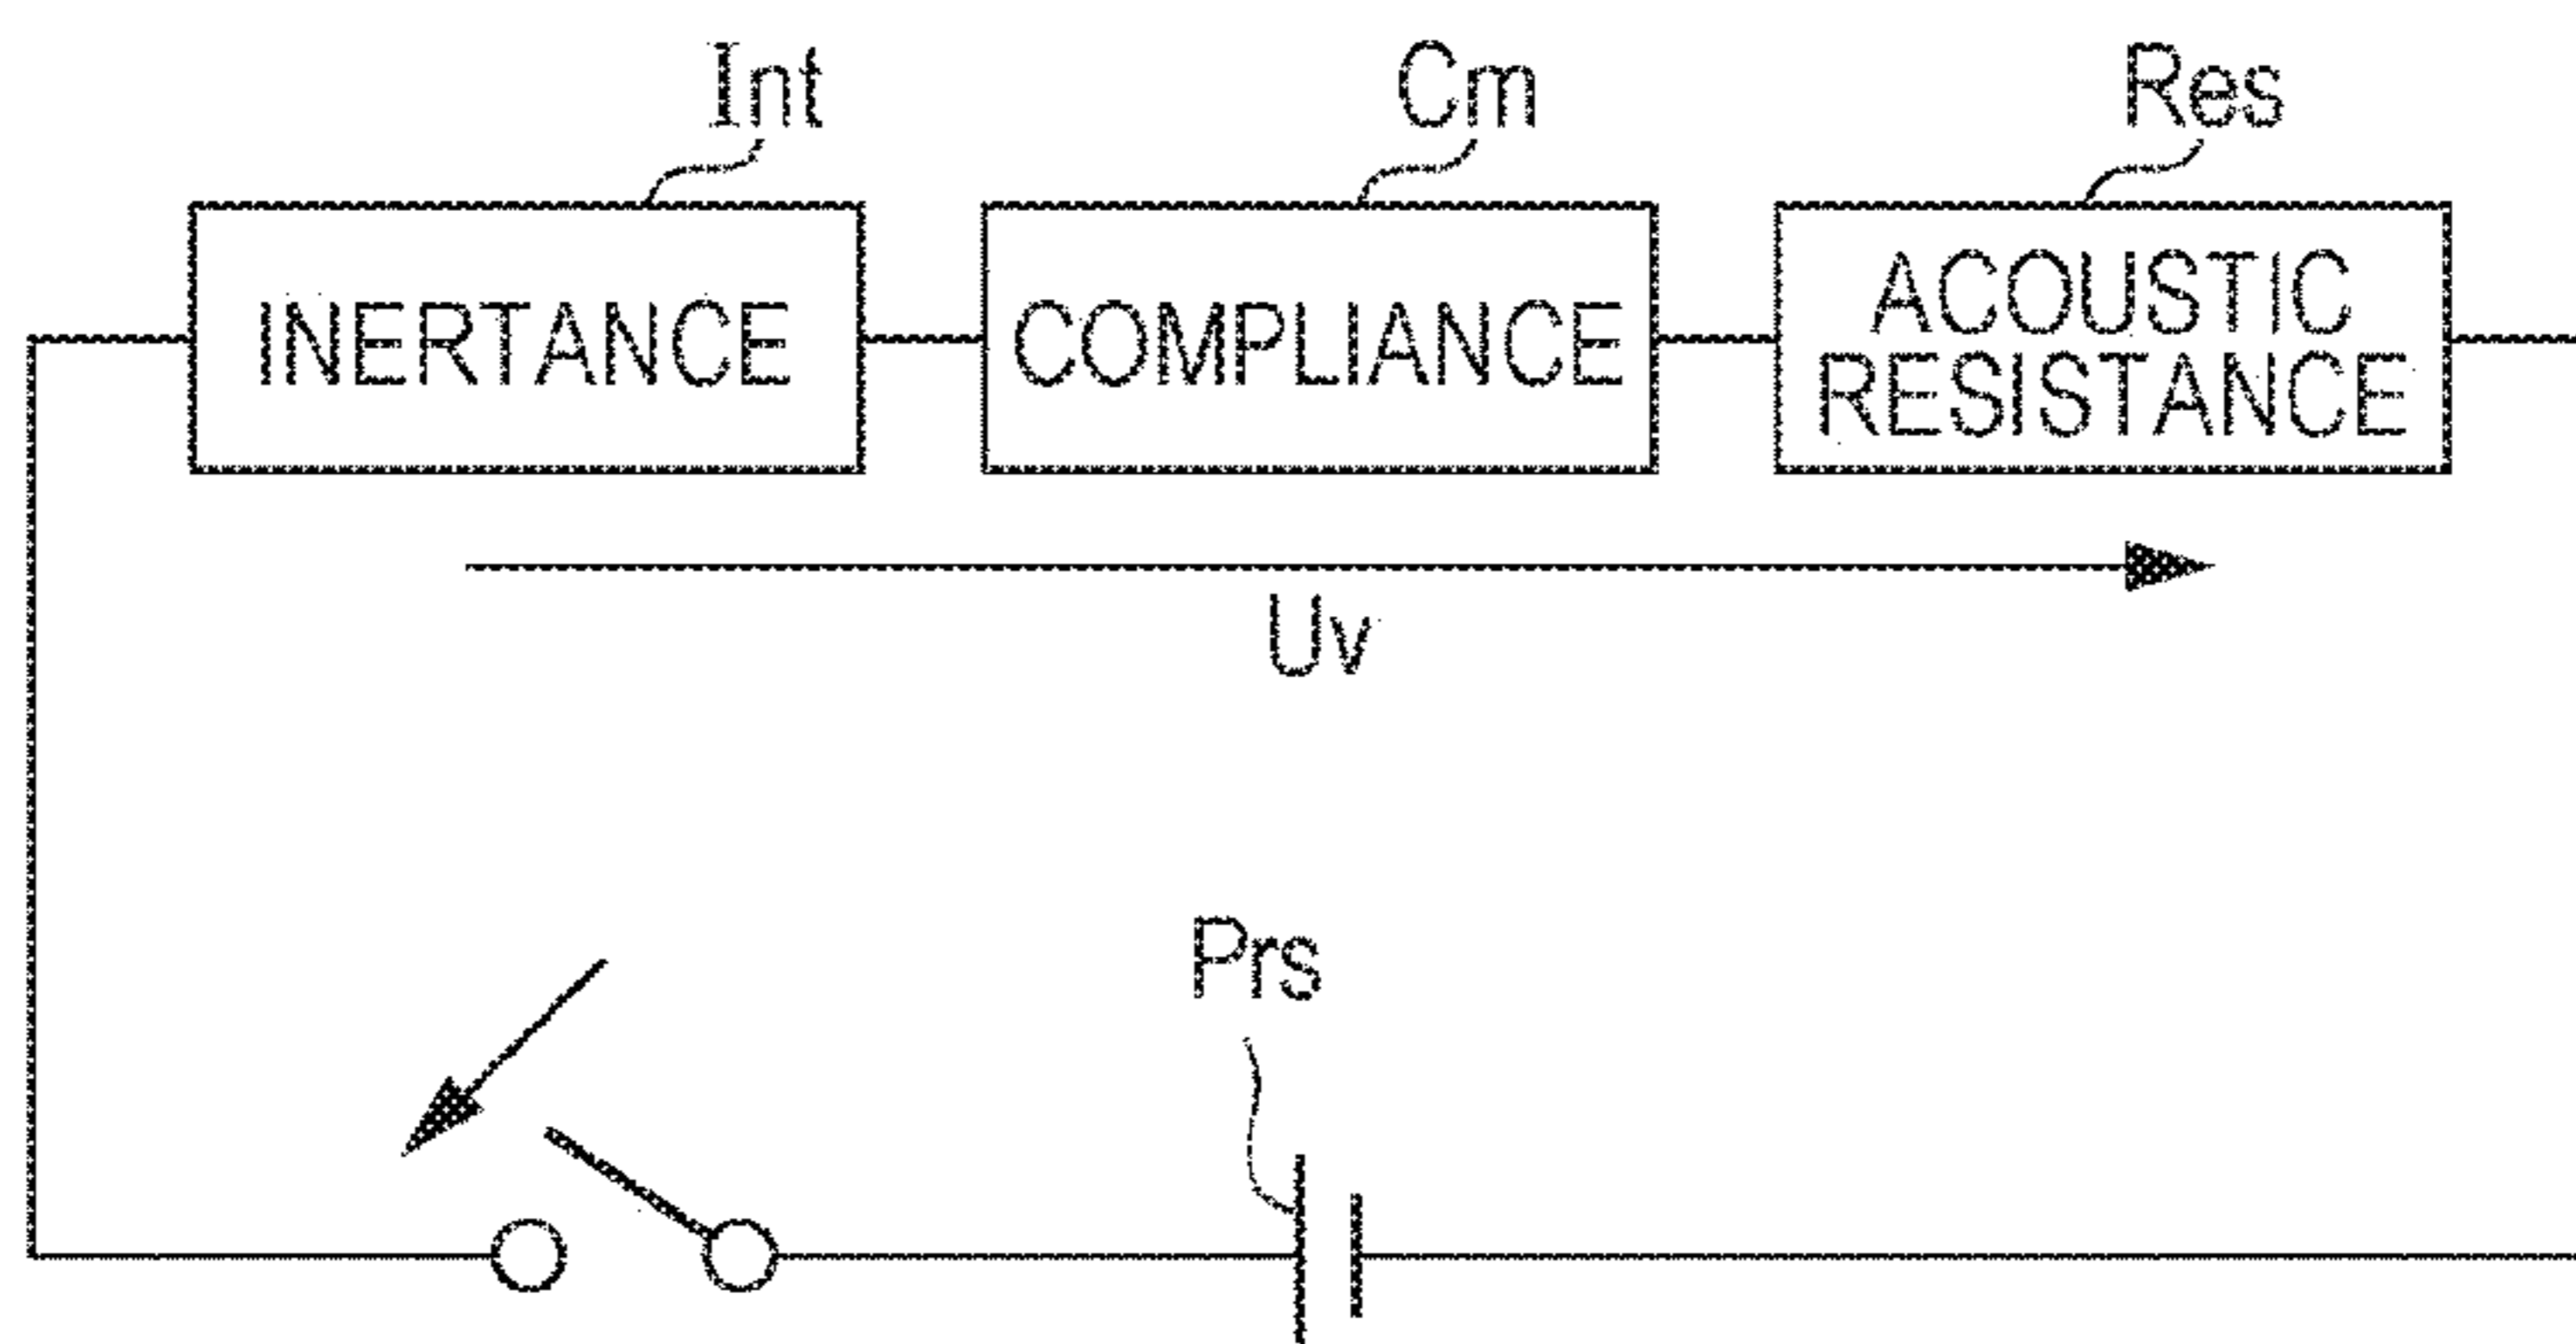 Int
Cm
Res
INERTANCE
COMPLIANCE
ACOUSTIC
RESISTANCE
Uv
Prs